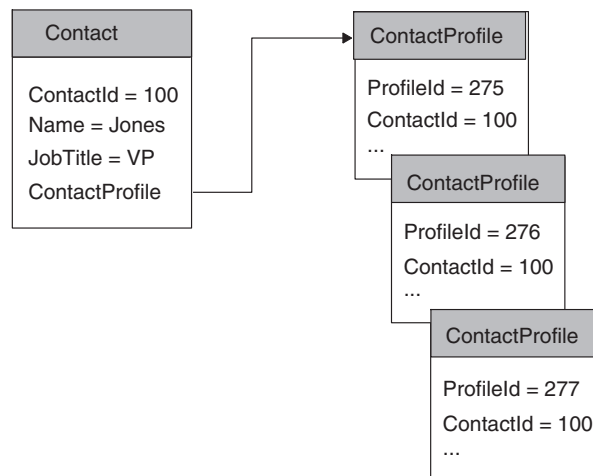 Contact
ContactId = 100
Name = Jones
JobTitle = VP
ContactProfile
ContactProfile
ProfileId = 275
ContactId = 100
...
ContactProfile
ProfileId = 276
ContactId = 100
...
ContactProfile
ProfileId = 277
ContactId = 100
...